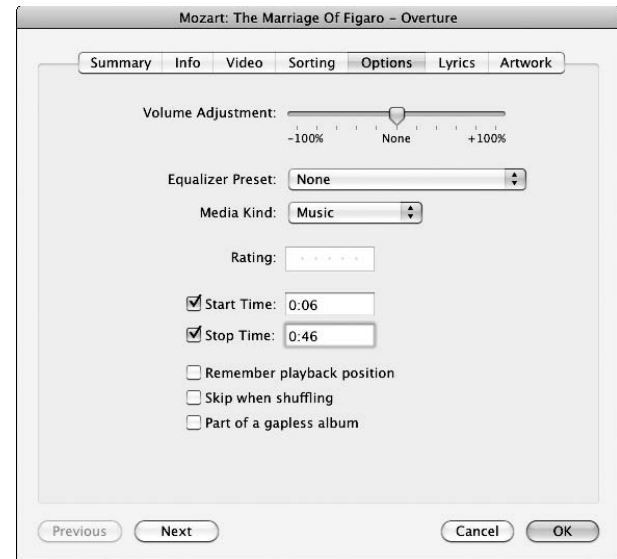 Mozart: The Marriage Of Figaro – Overture
Summary Info Video Sorting Options Lyrics Artwork
Volume Adjustment:
-100% None +100%
Equalizer Preset: None
Media Kind: Music
Rating:
Start Time: 0:06
Stop Time: 0:46
Remember playback position
Skip when shuffling
Part of a gapless album
Previous Next Cancel OK